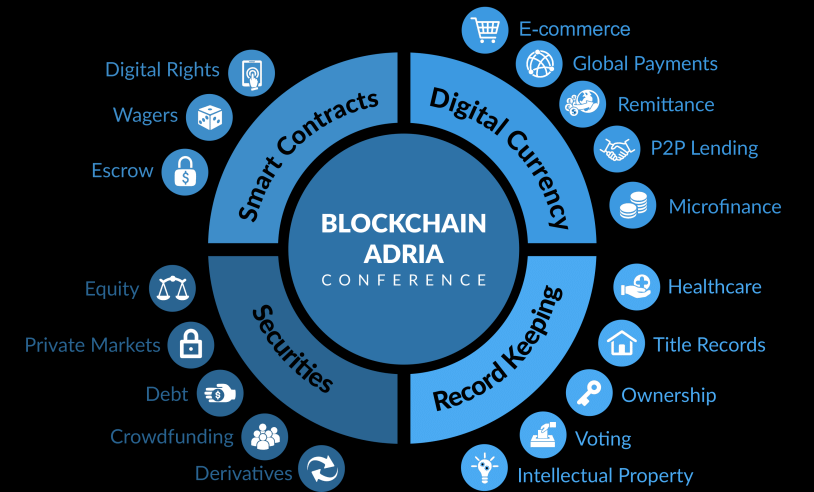 BLOCKCHAIN
ADRIA
CONFERENCE
Smart Contracts
Digital Rights
Wagers
Escrow
Digital Currency
E-commerce
Global Payments
Remittance
P2P Lending
Microfinance
Securities
Equity
Private Markets
Debt
Crowdfunding
Derivatives
Record Keeping
Healthcare
Title Records
Ownership
Voting
Intellectual Property